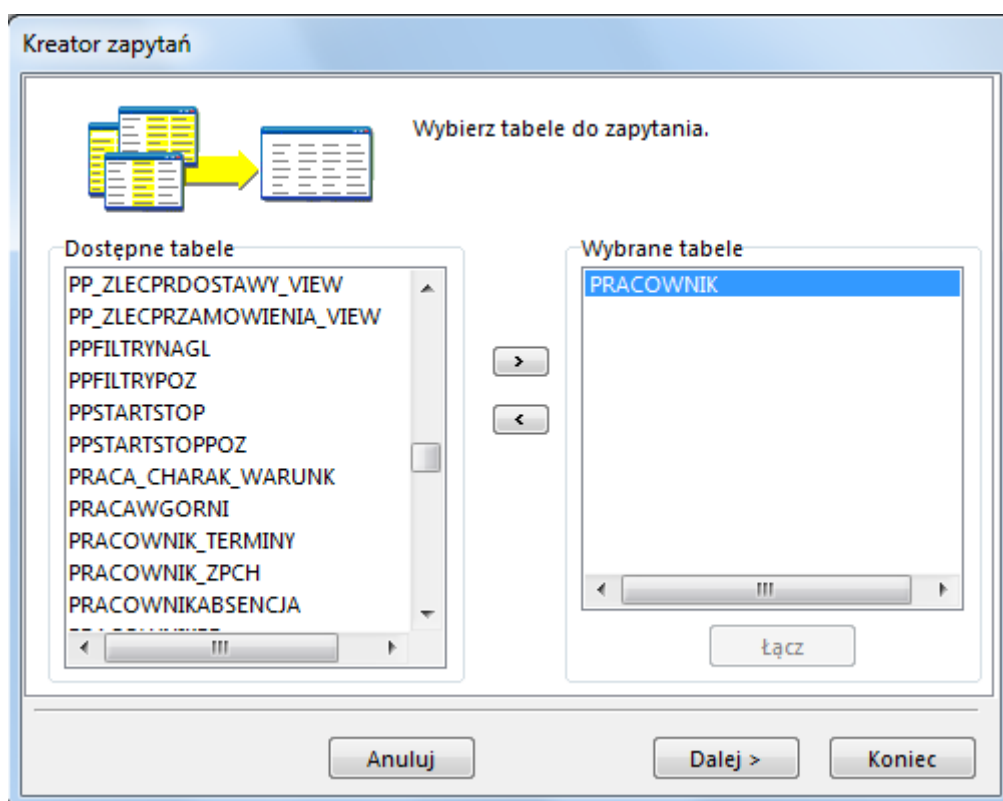 Kreator zapytań
Wybierz tabele do zapytania.
Dostępne tabele
PP_ZLECPRDOSTAWY_VIEW
PP_ZLECPRZAMOWIENIA_VIEW
PPFILTRYNAGL
PPFILTRYPOZ
PPSTARTSTOP
PPSTARTSTOPPOZ
PRACA_CHARAK_WARUNK
PRACAWGORNI
PRACOWNIK_TERMINY
PRACOWNIK_ZPCH
PRACOWNIKABSENCJA
>
<
Wybrane tabele
PRACOWNIK
Łącz
Anuluj
Dalej >
Koniec